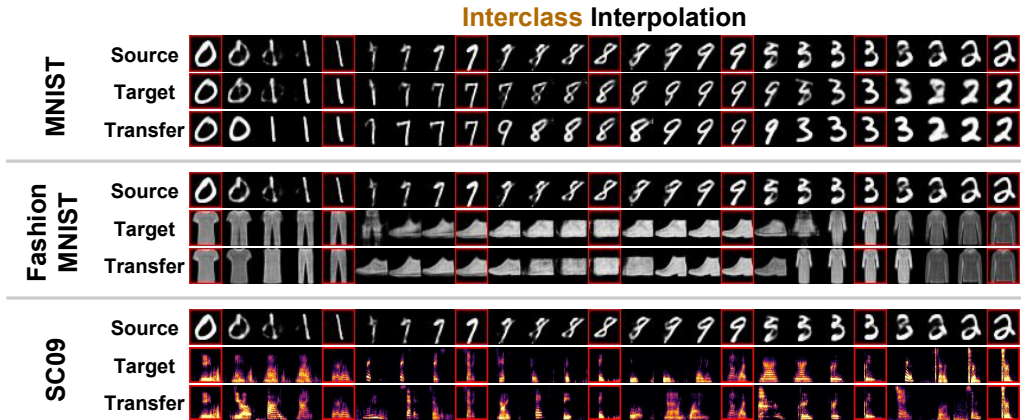 Interclass Interpolation
MNIST
Source
Target
Transfer
Fashion
MNIST
Source
Target
Transfer
SC09
Source
Target
Transfer